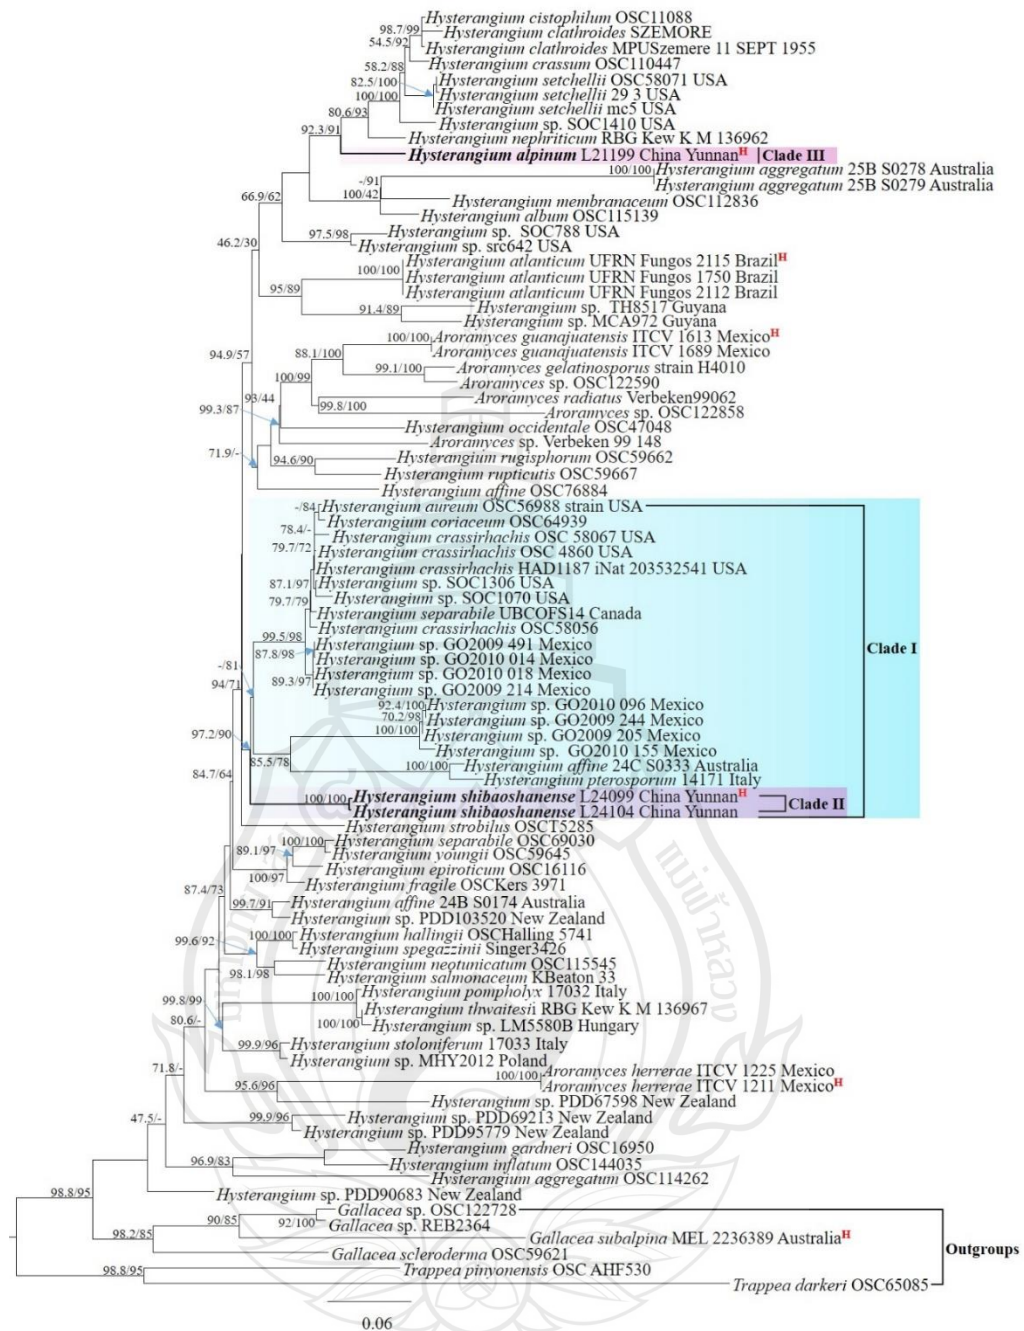 Hysterangium cistophilum OSC11088
98.7/99
Hysterangium clathroides SZEMORE
54.5/92
Hysterangium clathroides MPUSzemere 11 SEPT 1955
58.2/88
Hysterangium crassum OSC110447
82.5/100
Hysterangium setchellii OSC58071 USA
100/100
Hysterangium setchellii 29 3 USA
Hysterangium setchellii mc5 USA
80.6/93
Hysterangium sp. SOC1410 USA
92.3/91
Hysterangium nephriticum RBG Kew K M 136962
Hysterangium alpinum L21199 China Yunnan H Clade III
100/100
Hysterangium aggregatum 25B S0278 Australia
Hysterangium aggregatum 25B S0279 Australia
-/91
100/42
66.9/62
Hysterangium membranaceum OSC112836
Hysterangium album OSC115139
97.5/98
Hysterangium sp. SOC788 USA
46.2/30
Hysterangium sp. src642 USA
Hysterangium atlanticum UFRN Fungos 2115 Brazil H
100/100
Hysterangium atlanticum UFRN Fungos 1750 Brazil
95/89
Hysterangium atlanticum UFRN Fungos 2112 Brazil
91.4/89
Hysterangium sp. TH8517 Guyana
Hysterangium sp. MCA972 Guyana
100/100
Aroramyces guanajuatensis ITCV 1613 Mexico H
88.1/100
Aroramyces guanajuatensis ITCV 1689 Mexico
94.9/57
99.1/100
Aroramyces gelatinosporus strain H4010
100/99
Aroramyces sp. OSC122590
93/44
99.8/100
Aroramyces radiatus Verbeken99062
99.3/87
Aroramyces sp. OSC122858
Hysterangium occidentale OSC47048
Aroramyces sp. Verbeken 99 148
71.9/-
94.6/90
Hysterangium rugisphorum OSC59662
Hysterangium rupticutis OSC59667
Hysterangium affine OSC76884
-/84
Hysterangium aureum OSC56988 strain USA
Hysterangium coriaceum OSC64939
78.4/-
Hysterangium crassirhachis OSC 58067 USA
79.7/72
Hysterangium crassirhachis OSC 4860 USA
Hysterangium crassirhachis HAD1187 iNat 203532541 USA
87.1/97
Hysterangium sp. SOC1306 USA
79.7/79
Hysterangium sp. SOC1070 USA
Hysterangium separabile UBCOFS14 Canada
Hysterangium crassirhachis OSC58056
99.5/98
Hysterangium sp. GO2009 491 Mexico
Clade I
87.8/98
Hysterangium sp. GO2010 014 Mexico
-/81
Hysterangium sp. GO2010 018 Mexico
94/71
89.3/97
Hysterangium sp. GO2009 214 Mexico
92.4/100
Hysterangium sp. GO2010 096 Mexico
70.2/98
Hysterangium sp. GO2009 244 Mexico
97.2/90
100/100
Hysterangium sp. GO2009 205 Mexico
Hysterangium sp. GO2010 155 Mexico
85.5/78
100/100
Hysterangium affine 24C S0333 Australia
84.7/64
Hysterangium pterosporum 14171 Italy
100/100
Hysterangium shibaoshanense L24099 China Yunnan H
Clade II
Hysterangium shibaoshanense L24104 China Yunnan
Hysterangium strobilus OSCT5285
100/100
Hysterangium separabile OSC69030
89.1/97
Hysterangium youngii OSC59645
Hysterangium epiroticum OSC16116
87.4/73
100/97
Hysterangium fragile OSCKers 3971
99.7/91
Hysterangium affine 24B S0174 Australia
Hysterangium sp. PDD103520 New Zealand
99.6/92
100/100
Hysterangium hallingii OSCHalling 5741
Hysterangium spegazzinii Singer3426
98.1/98
Hysterangium neotunicatum OSC115545
Hysterangium salmonaceum KBeaton 33
99.8/99
100/100
Hysterangium pompholyx 17032 Italy
Hysterangium thwaitesii RBG Kew K M 136967
80.6/-
100/100
Hysterangium sp. LM5580B Hungary
99.9/96
Hysterangium stoloniferum 17033 Italy
Hysterangium sp. MHY2012 Poland
71.8/-
100/100
Aroramyces herrerae ITCV 1225 Mexico
95.6/96
Aroramyces herrerae ITCV 1211 Mexico H
Hysterangium sp. PDD67598 New Zealand
47.5/-
99.9/96
Hysterangium sp. PDD69213 New Zealand
Hysterangium sp. PDD95779 New Zealand
Hysterangium gardneri OSC16950
96.9/83
Hysterangium inflatum OSC144035
Hysterangium aggregatum OSC114262
98.8/95
Hysterangium sp. PDD90683 New Zealand
90/85
Gallacea sp. OSC122728
92/100
Gallacea sp. REB2364
98.2/85
Gallacea subalpina MEL 2236389 Australia H
Outgroups
Gallacea scleroderma OSC59621
98.8/95
Trappea pinyonensis OSC AHF530
Trappea darkeri OSC65085
0.06